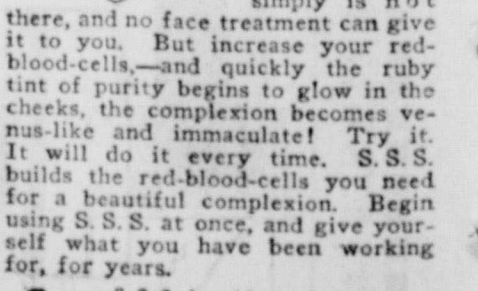 simply is not
there, and no face treatment can give
it to you. But increase your red-
blood-cells,—and quickly the ruby
tint of purity begins to glow in the
cheeks, the complexion becomes ve-
nus-like and immaculate! Try it.
It will do it every time. S. S. S.
builds the red-blood-cells you need
for a beautiful complexion. Begin
using S. S. S. at once, and give your-
self what you have been working
for, for years.